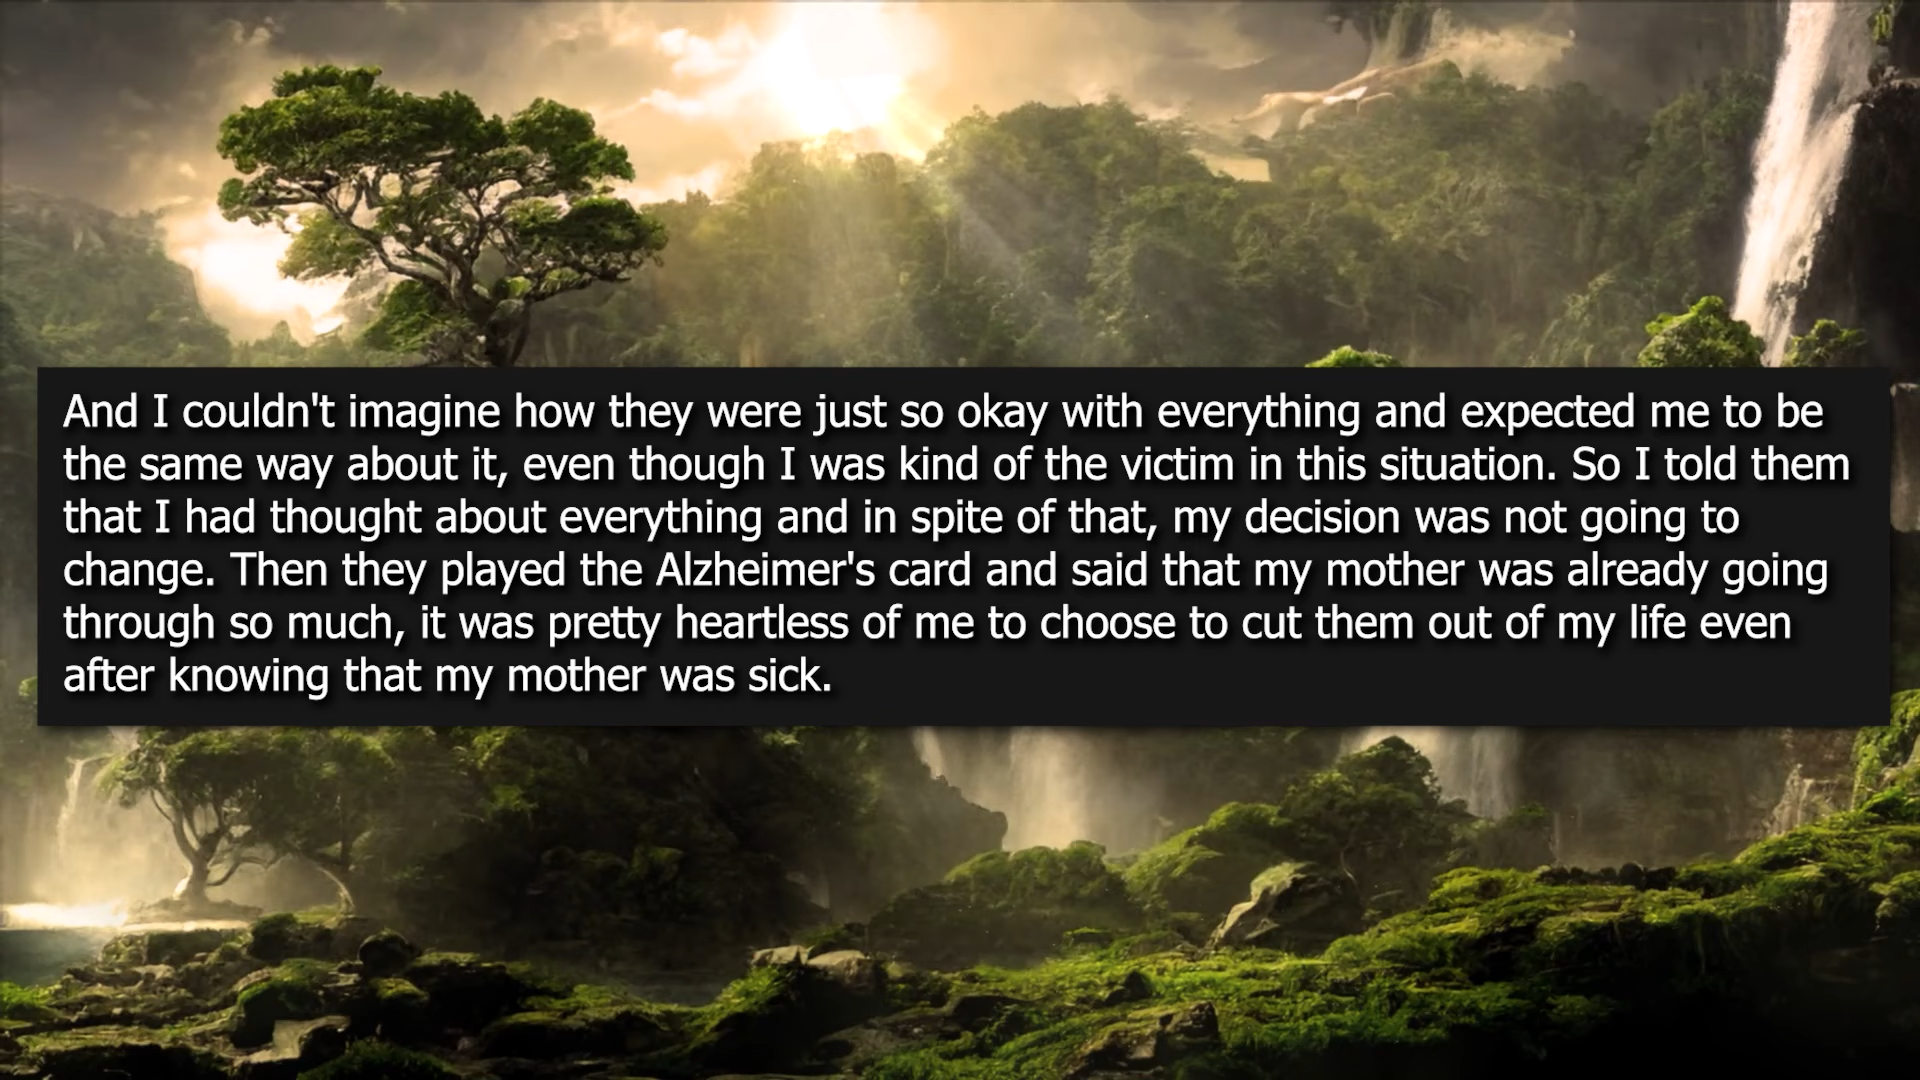 And I couldn't imagine how they were just so okay with everything and expected me to be
the same way about it, even though I was kind of the victim in this situation. So I told them
that I had thought about everything and in spite of that, my decision was not going to
change. Then they played the Alzheimer's card and said that my mother was already going
through so much, it was pretty heartless of me to choose to cut them out of my life even
after knowing that my mother was sick.